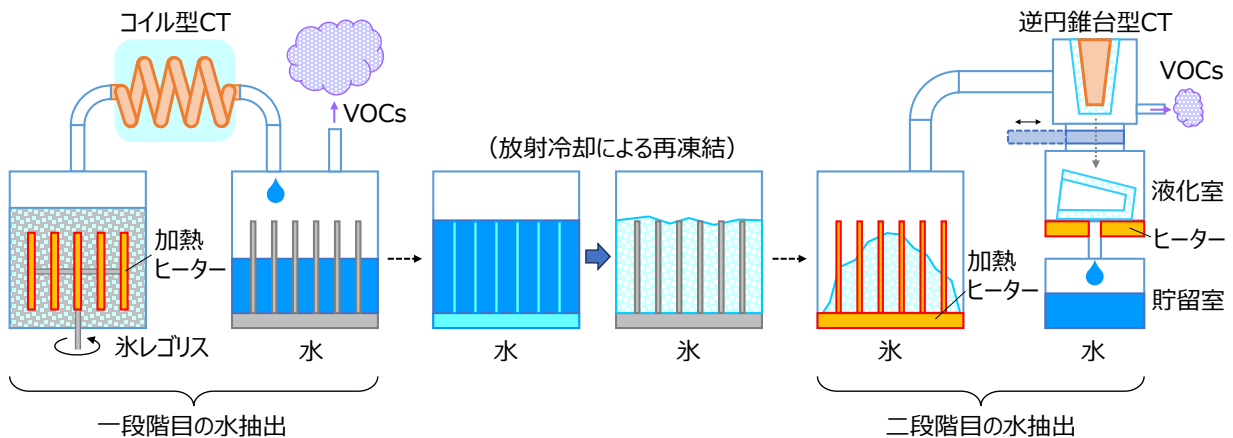 コイル型CT
VOCs
加熱
ヒーター
氷レゴリス
水
一段階目の水抽出
(放射冷却による再凍結)
水
氷
逆円錐台型CT
VOCs
液化室
ヒーター
加熱
ヒーター
貯留室
氷
水
二段階目の水抽出